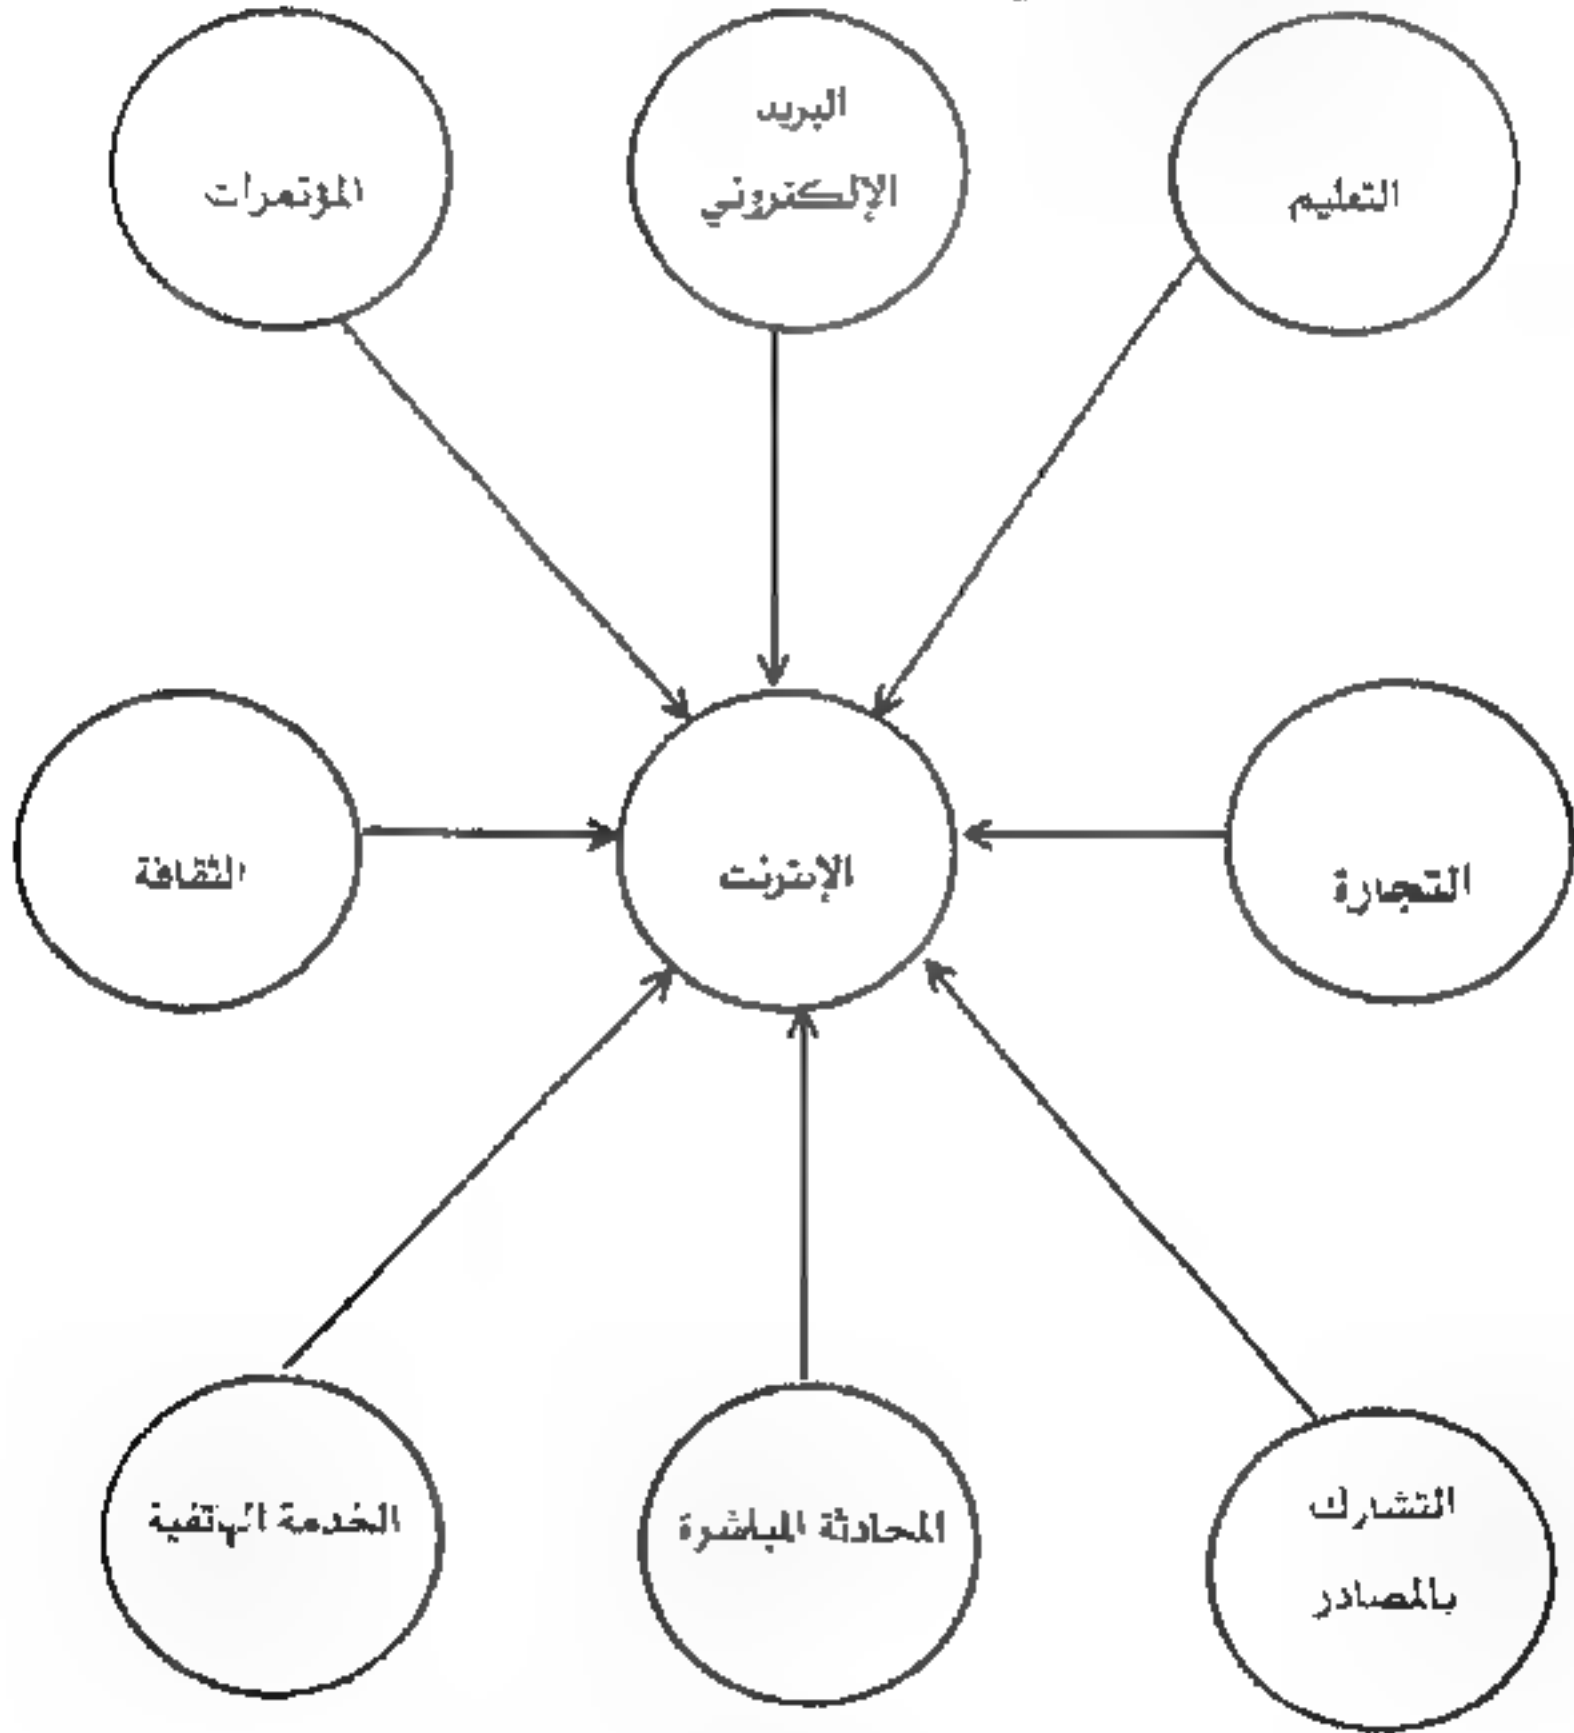 التعليم
البريد
الإلكتروني
المؤتمرات
التجارة
الإنترنت
الثقافة
التشارك
بالمصادر
المحادثة المباشرة
الخدمة الهاتفية